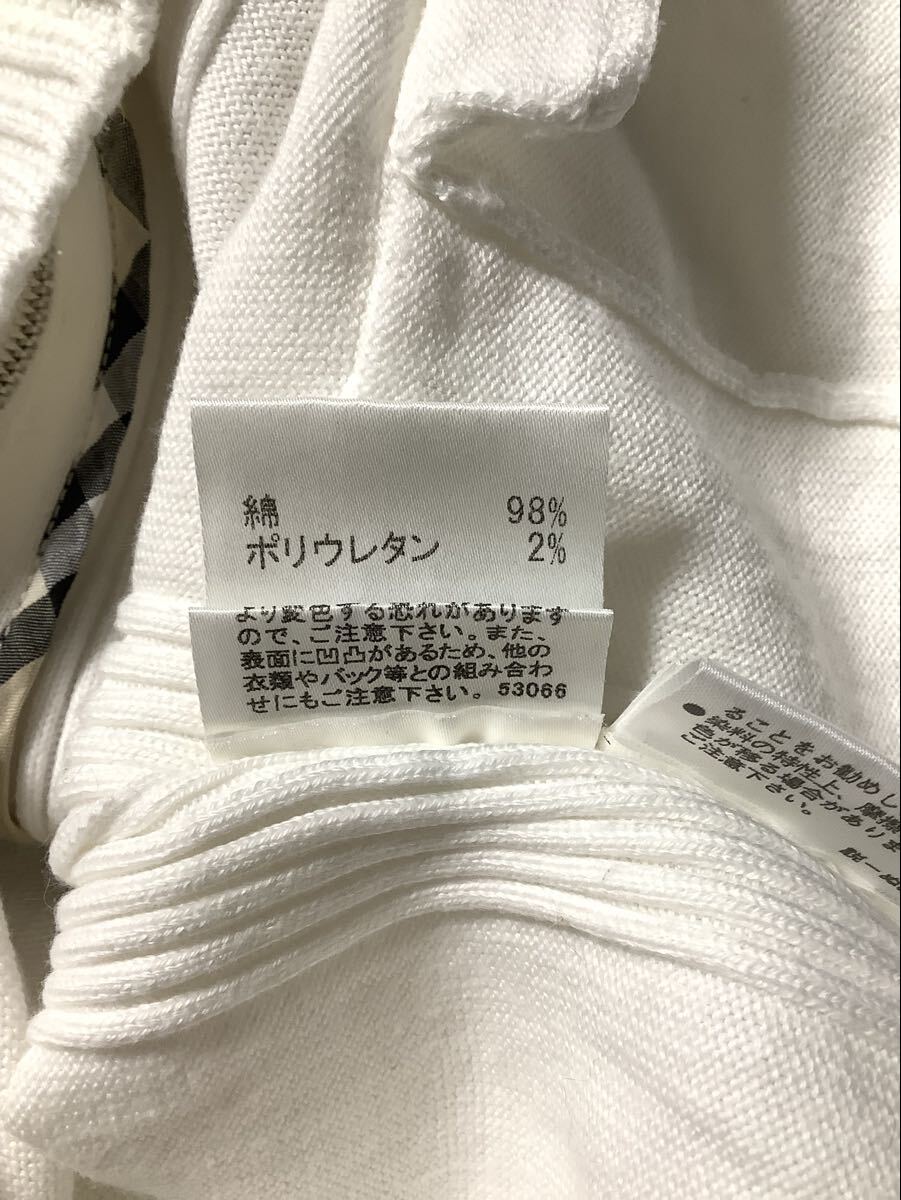 綿 98%
ポリウレタン 2%
より変色する恐れがあります
ので、ご注意下さい。また、
表面に凹凸があるため、他の
衣類やバック等との組み合わ
せにもご注意下さい。53066
ることをお勧めし
●染料の特性上、摩擦
色が移る場合がありま
ご注意下さい。